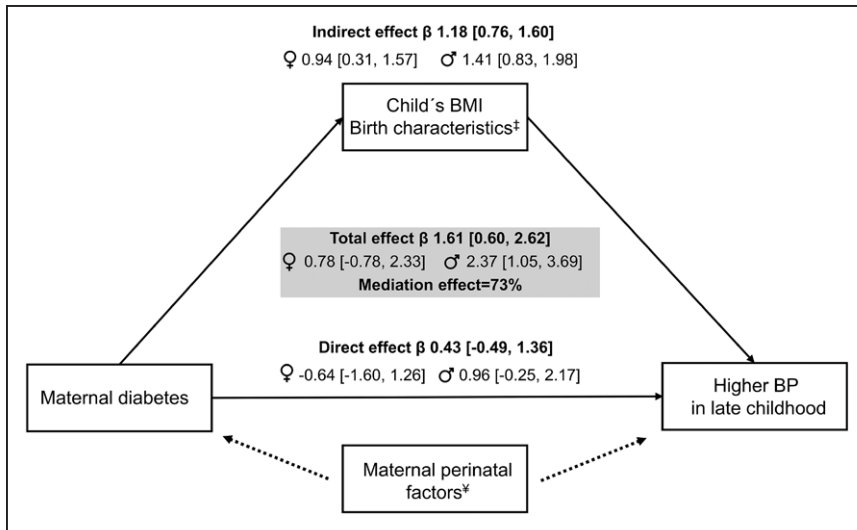 Indirect effect β 1.18 [0.76, 1.60]
♀ 0.94 [0.31, 1.57] ♂ 1.41 [0.83, 1.98]
Child´s BMI
Birth characteristics‡
Total effect β 1.61 [0.60, 2.62]
♀ 0.78 [-0.78, 2.33] ♂ 2.37 [1.05, 3.69]
Mediation effect=73%
Direct effect β 0.43 [-0.49, 1.36]
♀ -0.64 [-1.60, 1.26] ♂ 0.96 [-0.25, 2.17]
Maternal diabetes
Higher BP
in late childhood
Maternal perinatal
factors¥